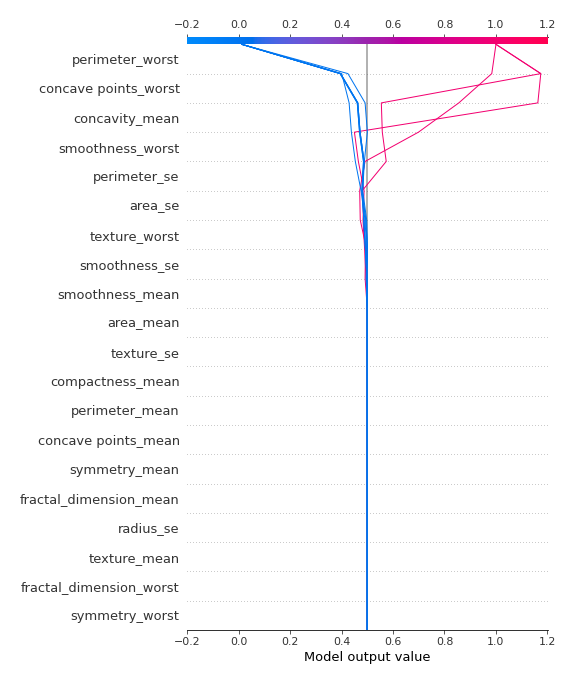 −0.2 0.0 0.2 0.4 0.6 0.8 1.0 1.2
perimeter_worst
concave points_worst
concavity_mean
smoothness_worst
perimeter_se
area_se
texture_worst
smoothness_se
smoothness_mean
area_mean
texture_se
compactness_mean
perimeter_mean
concave points_mean
symmetry_mean
fractal_dimension_mean
radius_se
texture_mean
fractal_dimension_worst
symmetry_worst
−0.2 0.0 0.2 0.4 0.6 0.8 1.0 1.2
Model output value